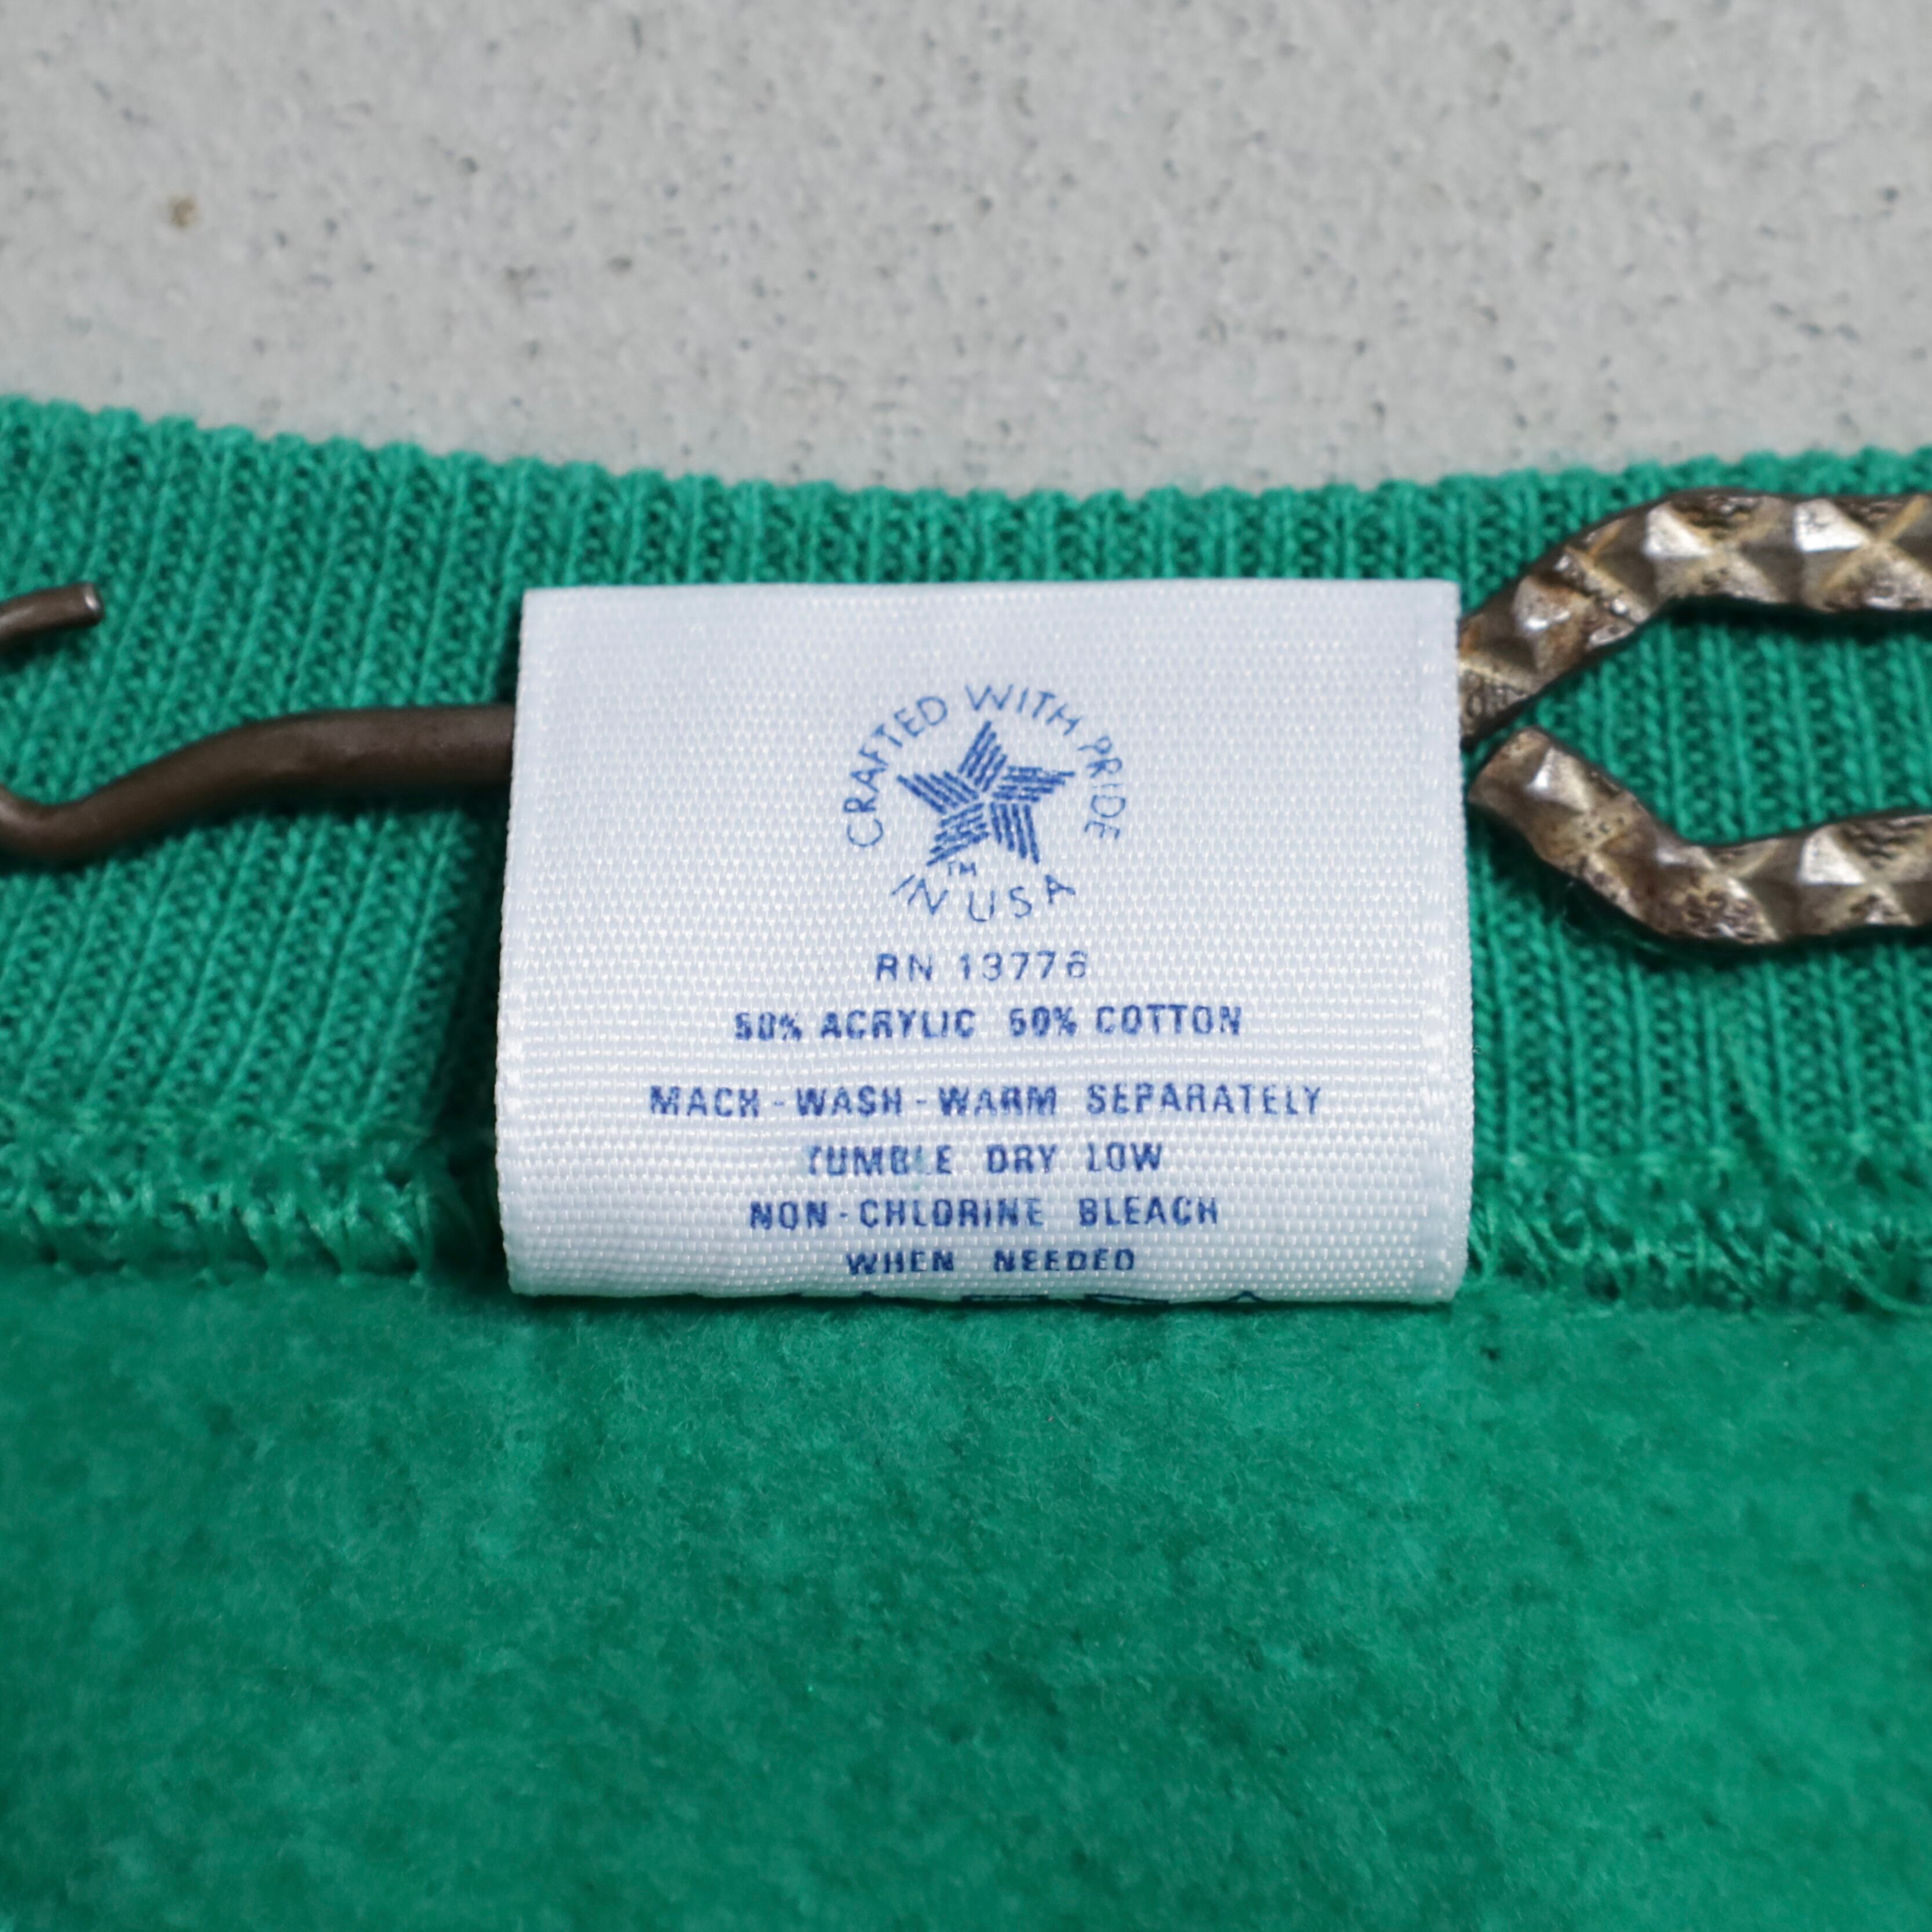 CRAFTED WITH PRIDE
™
IN USA
RN 13776
50% ACRYLIC 50% COTTON
MACH-WASH-WARM SEPARATELY
TUMBLE DRY LOW
NON-CHLORINE BLEACH
WHEN NEEDED